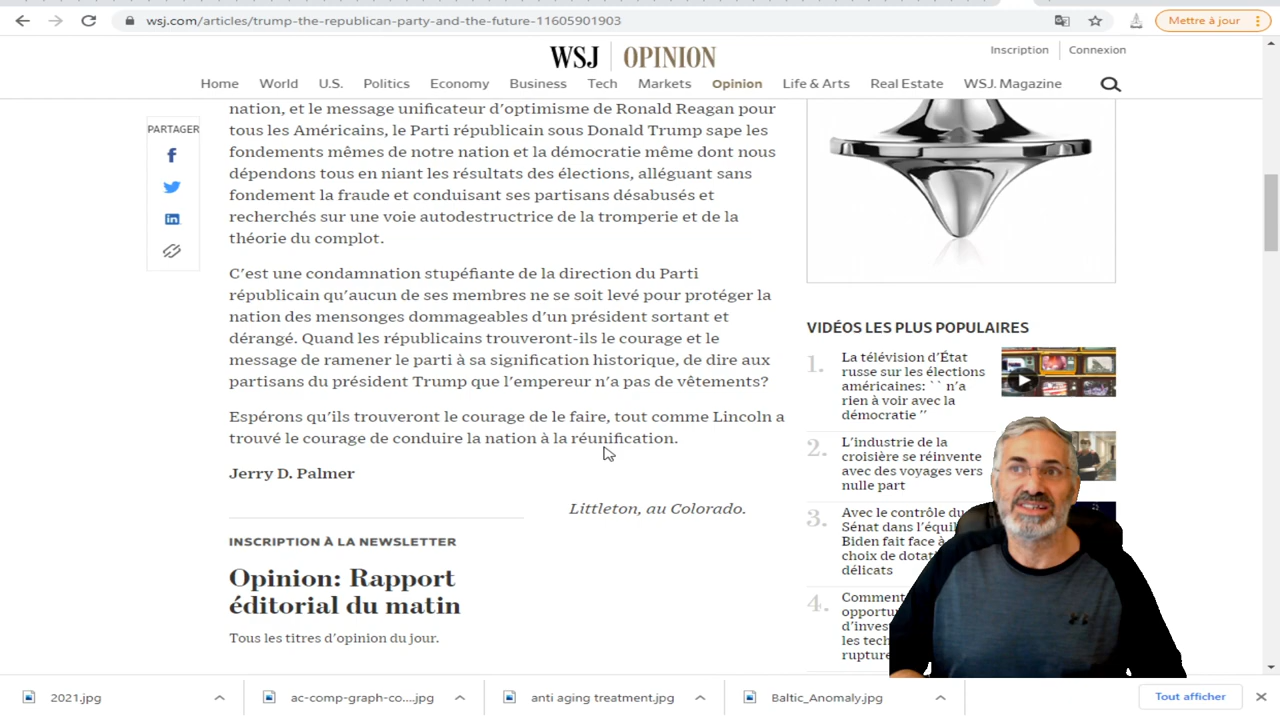 wsj.com/articles/trump-the-republican-party-and-the-future-11605901903
Mettre à jour
WSJ OPINION
Inscription Connexion
Home World U.S. Politics Economy Business Tech Markets Opinion Life & Arts Real Estate WSJ. Magazine
PARTAGER
nation, et le message unificateur d'optimisme de Ronald Reagan pour
tous les Américains, le Parti républicain sous Donald Trump sape les
fondements mêmes de notre nation et la démocratie même dont nous
dépendons tous en niant les résultats des élections, alléguant sans
fondement la fraude et conduisant ses partisans désabusés et
recherchés sur une voie autodestructrice de la tromperie et de la
théorie du complot.
C'est une condamnation stupéfiante de la direction du Parti
républicain qu'aucun de ses membres ne se soit levé pour protéger la
nation des mensonges dommageables d'un président sortant et
dérangé. Quand les républicains trouveront-ils le courage et le
message de ramener le parti à sa signification historique, de dire aux
partisans du président Trump que l'empereur n'a pas de vêtements?
Espérons qu'ils trouveront le courage de le faire, tout comme Lincoln a
trouvé le courage de conduire la nation à la réunification.
Jerry D. Palmer
Littleton, au Colorado.
INSCRIPTION À LA NEWSLETTER
Opinion: Rapport
éditorial du matin
Tous les titres d'opinion du jour.
VIDÉOS LES PLUS POPULAIRES
1.
La télévision d'État
russe sur les élections
américaines: `` n'a
rien à voir avec la
démocratie ''
2.
L'industrie de la
croisière se réinvente
avec des voyages vers
nulle part
3.
Avec le contrôle du
Sénat dans l'équil
Biden fait face à
choix de dotat
délicats
4.
Comment
opportu
d'inves
les tech
rupture
2021.jpg
ac-comp-graph-co....jpg
anti aging treatment.jpg
Baltic_Anomaly.jpg
Tout afficher